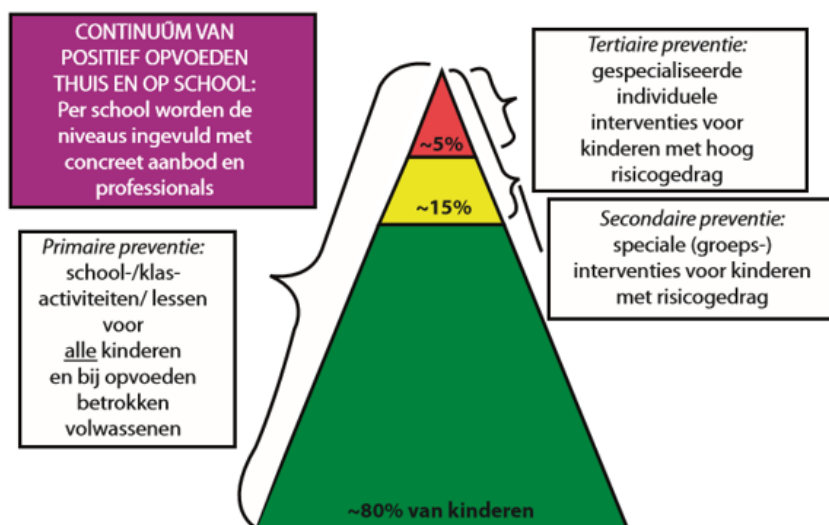 CONTINUÜM VAN
POSITIEF OPVOEDEN
THUIS EN OP SCHOOL:
Per school worden de
niveaus ingevuld met
concreet aanbod en
professionals
Tertiaire preventie:
gespecialiseerde
individuele
interventies voor
kinderen met hoog
risicogedrag
~5%
~15%
Secondaire preventie:
speciale (groeps-)
interventies voor kinderen
met risicogedrag
Primaire preventie:
school-/klas-
activiteiten/ lessen
voor
alle kinderen
en bij opvoeden
betrokken
volwassenen
~80% van kinderen